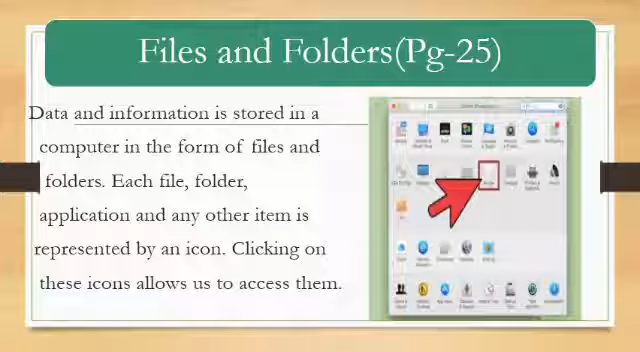 Files and Folders(Pg-25)
Data and information is stored in a
computer in the form of files and
folders. Each file, folder,
application and any other item is
represented by an icon. Clicking on
these icons allows us to access them.